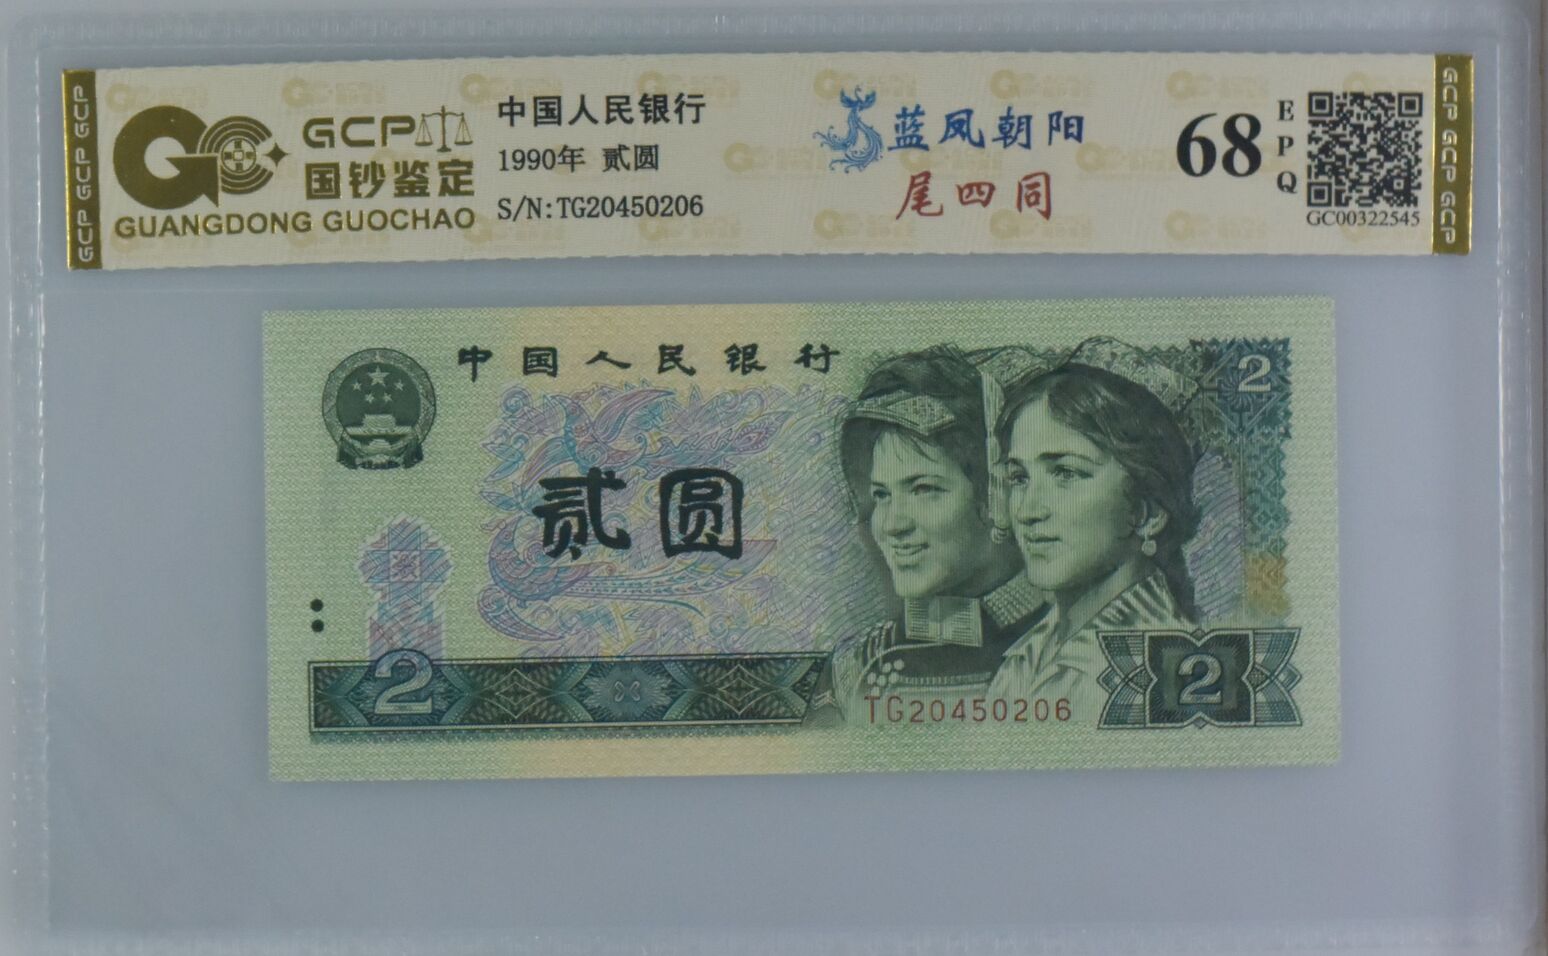 GCP GCP GCP
GCP
国钞鉴定
GUANGDONG GUOCHAO
中国人民银行
1990年 贰圆
S/N:TG20450206
蓝凤朝阳
尾四同
68
EPQ
GC00322545
GCP GCP GCP
中国人民银行
2
贰圆
2
TG20450206
2